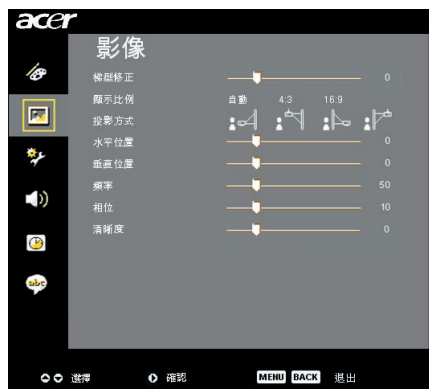 acer
影像
梯型修正 0
顯示比例 自動 4:3 16:9
投影方式
水平位置 0
垂直位置 0
頻率 50
相位 10
清晰度 0
abc
選擇 確認 MENU BACK 退出